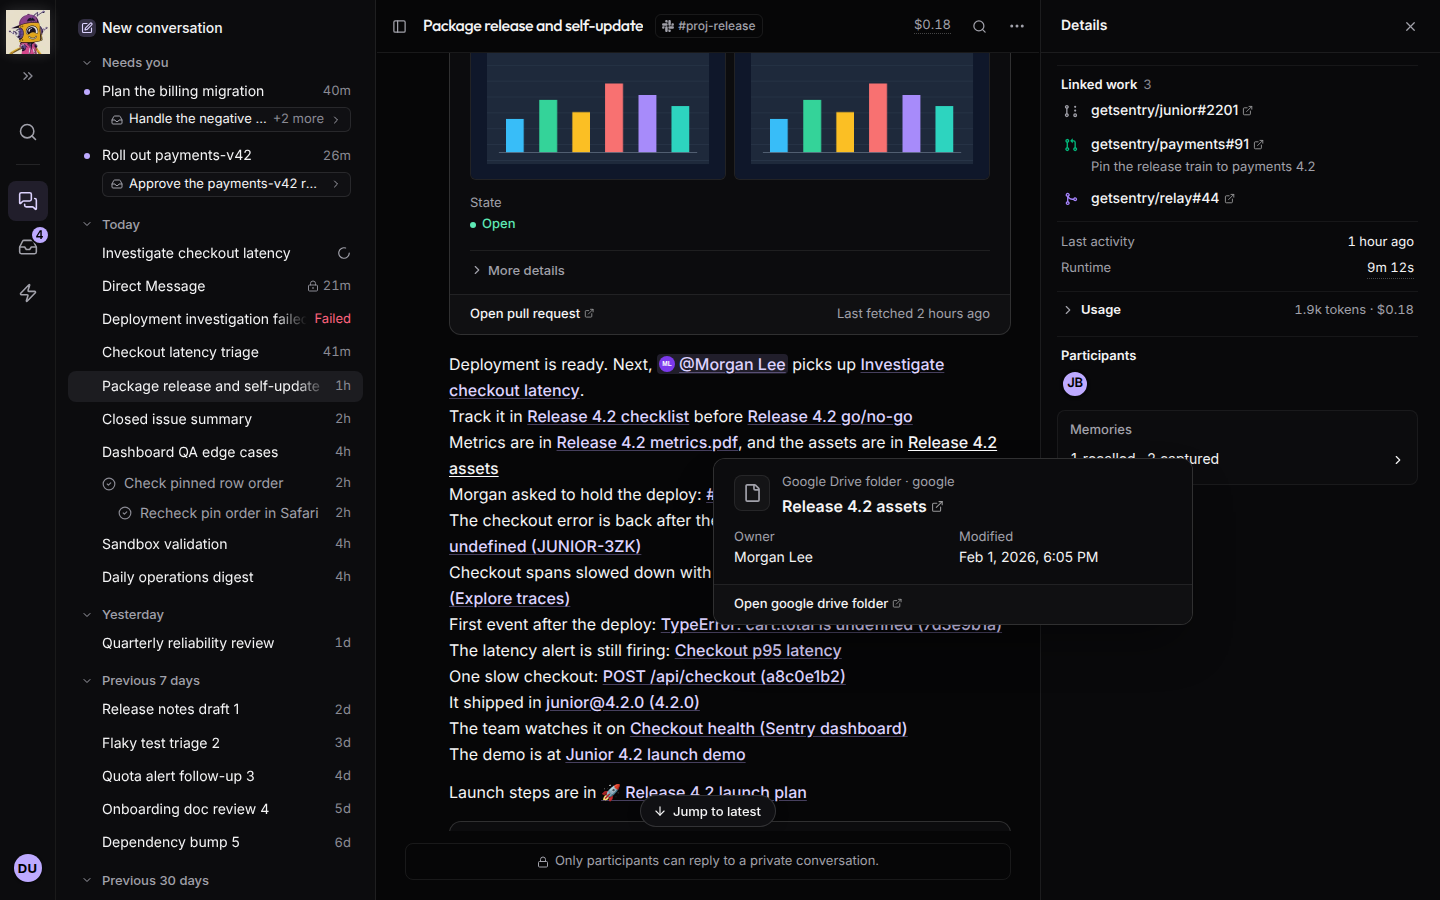 New conversation
Needs you
Plan the billing migration 40m
Handle the negative ... +2 more
Roll out payments-v42 26m
Approve the payments-v42 r...
Today
Investigate checkout latency
Direct Message 21m
Deployment investigation failed Failed
Checkout latency triage 41m
Package release and self-update 1h
Closed issue summary 2h
Dashboard QA edge cases 4h
Check pinned row order 2h
Recheck pin order in Safari 2h
Sandbox validation 4h
Daily operations digest 4h
Yesterday
Quarterly reliability review 1d
Previous 7 days
Release notes draft 1 2d
Flaky test triage 2 3d
Quota alert follow-up 3 4d
Onboarding doc review 4 5d
Dependency bump 5 6d
Previous 30 days
4
DU
Package release and self-update #proj-release $0.18
State
Open
More details
Open pull request Last fetched 2 hours ago
Deployment is ready. Next, ML @Morgan Lee picks up Investigate
checkout latency.
Track it in Release 4.2 checklist before Release 4.2 go/no-go
Metrics are in Release 4.2 metrics.pdf, and the assets are in Release 4.2
assets
Morgan asked to hold the deploy: #
The checkout error is back after the
undefined (JUNIOR-3ZK)
Checkout spans slowed down with
(Explore traces)
First event after the deploy: TypeError: cart.total is undefined (7d3e9b1a)
The latency alert is still firing: Checkout p95 latency
One slow checkout: POST /api/checkout (a8c0e1b2)
It shipped in junior@4.2.0 (4.2.0)
The team watches it on Checkout health (Sentry dashboard)
The demo is at Junior 4.2 launch demo
Launch steps are in 🚀 Release 4.2 launch plan
Jump to latest
Only participants can reply to a private conversation.
Google Drive folder · google
Release 4.2 assets
Owner Modified
Morgan Lee Feb 1, 2026, 6:05 PM
Open google drive folder
Details
Linked work 3
getsentry/junior#2201
getsentry/payments#91
Pin the release train to payments 4.2
getsentry/relay#44
Last activity 1 hour ago
Runtime 9m 12s
Usage 1.9k tokens · $0.18
Participants
JB
Memories
1 recalled · 2 captured